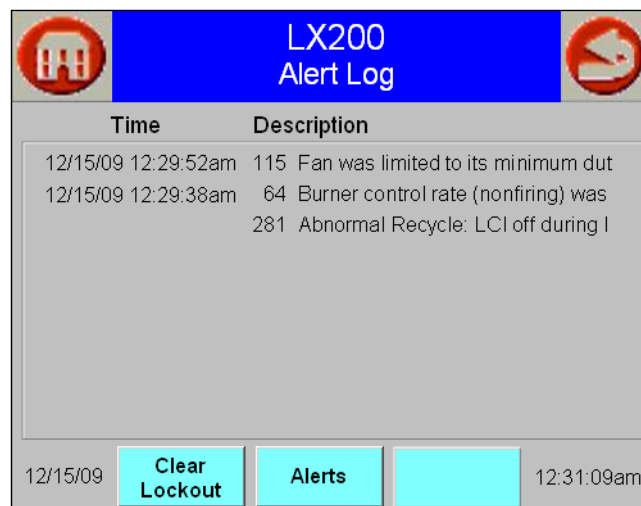 LX200
Alert Log
Time Description
12/15/09 12:29:52am 115 Fan was limited to its minimum dut
12/15/09 12:29:38am 64 Burner control rate (nonfiring) was
281 Abnormal Recycle: LCI off during I
12/15/09 Clear Lockout Alerts 12:31:09am